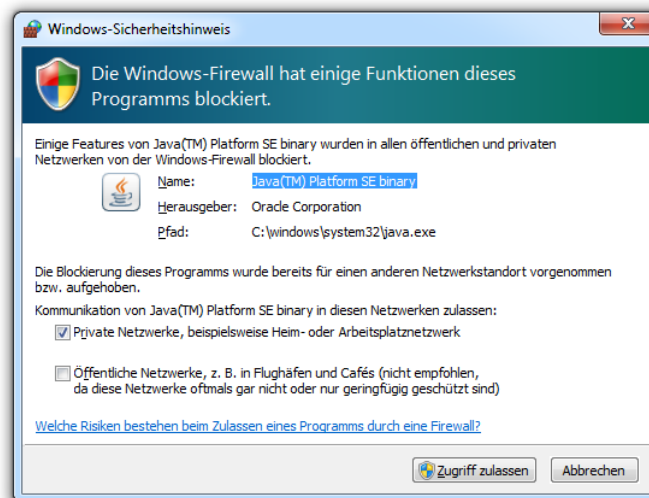 Windows-Sicherheitshinweis
Die Windows-Firewall hat einige Funktionen dieses
Programms blockiert.
Einige Features von Java(TM) Platform SE binary wurden in allen öffentlichen und privaten
Netzwerken von der Windows-Firewall blockiert.
Name: Java(TM) Platform SE binary
Herausgeber: Oracle Corporation
Pfad: C:\windows\system32\java.exe
Die Blockierung dieses Programms wurde bereits für einen anderen Netzwerkstandort vorgenommen
bzw. aufgehoben.
Kommunikation von Java(TM) Platform SE binary in diesen Netzwerken zulassen:
Private Netzwerke, beispielsweise Heim- oder Arbeitsplatznetzwerk
Öffentliche Netzwerke, z. B. in Flughäfen und Cafés (nicht empfohlen,
da diese Netzwerke oftmals gar nicht oder nur geringfügig geschützt sind)
Welche Risiken bestehen beim Zulassen eines Programms durch eine Firewall?
Zugriff zulassen Abbrechen